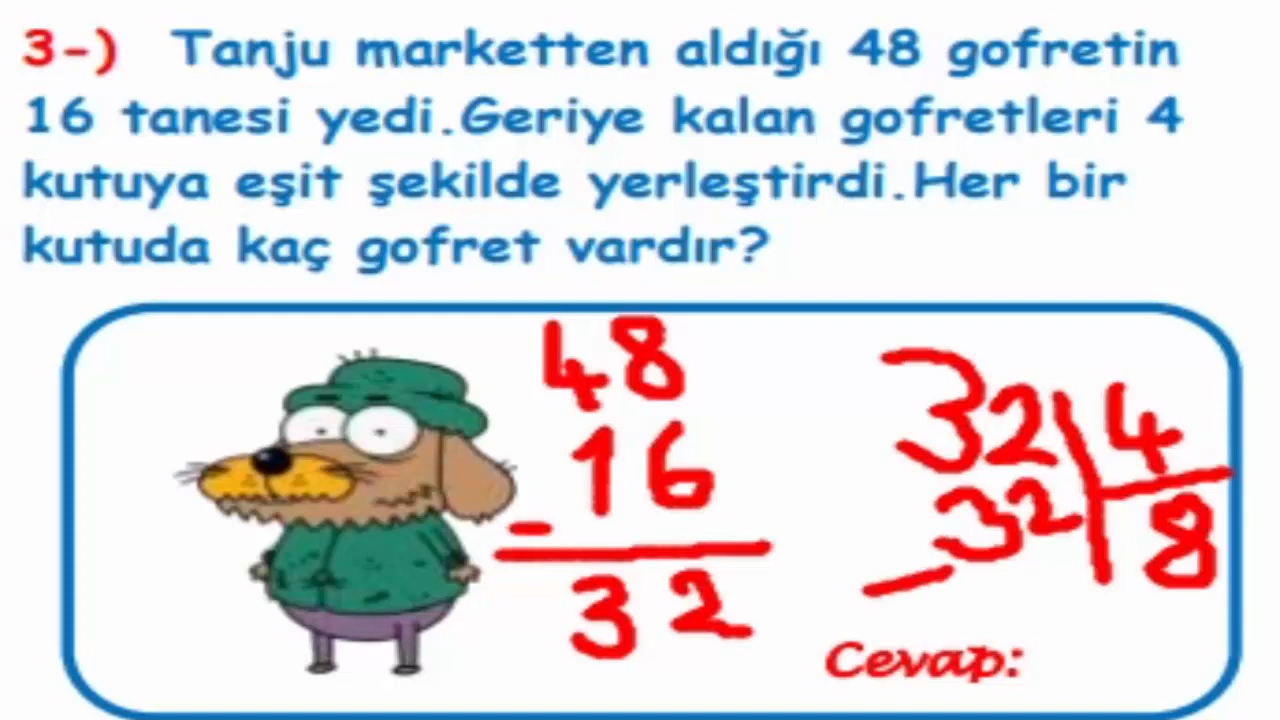 3-) Tanju marketten aldığı 48 gofretin
16 tanesi yedi.Geriye kalan gofretleri 4
kutuya eşit şekilde yerleştirdi.Her bir
kutuda kaç gofret vardır?
48
16
-
32
32 4
- 32 8
Cevap: